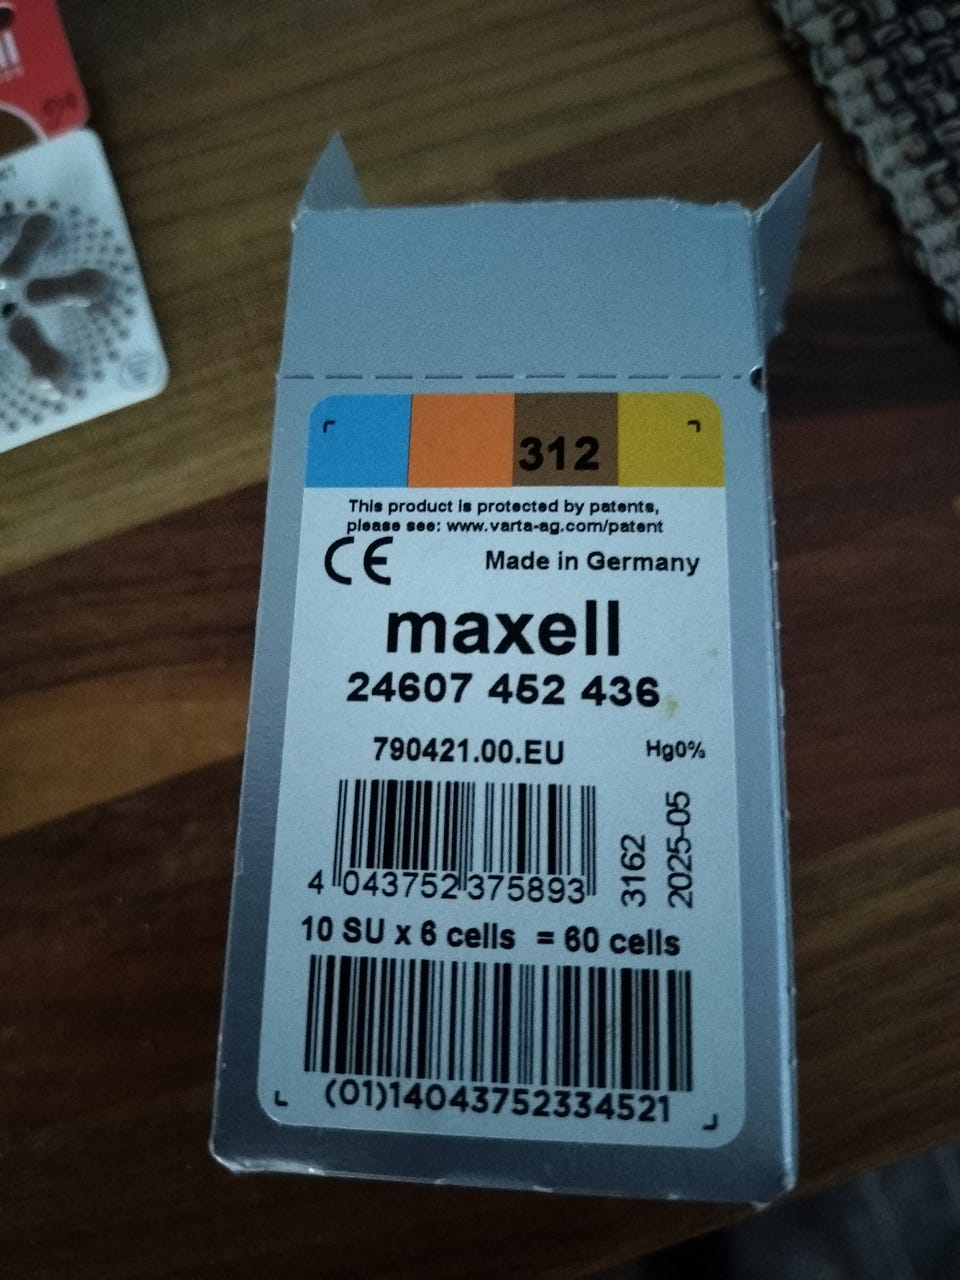 312
This product is protected by patents,
please see: www.varta-ag.com/patent
CE
Made in Germany
maxell
24607 452 436
790421.00.EU
Hg0%
4 043752 375893
3162
2025-05
10 SU x 6 cells = 60 cells
(01)14043752334521